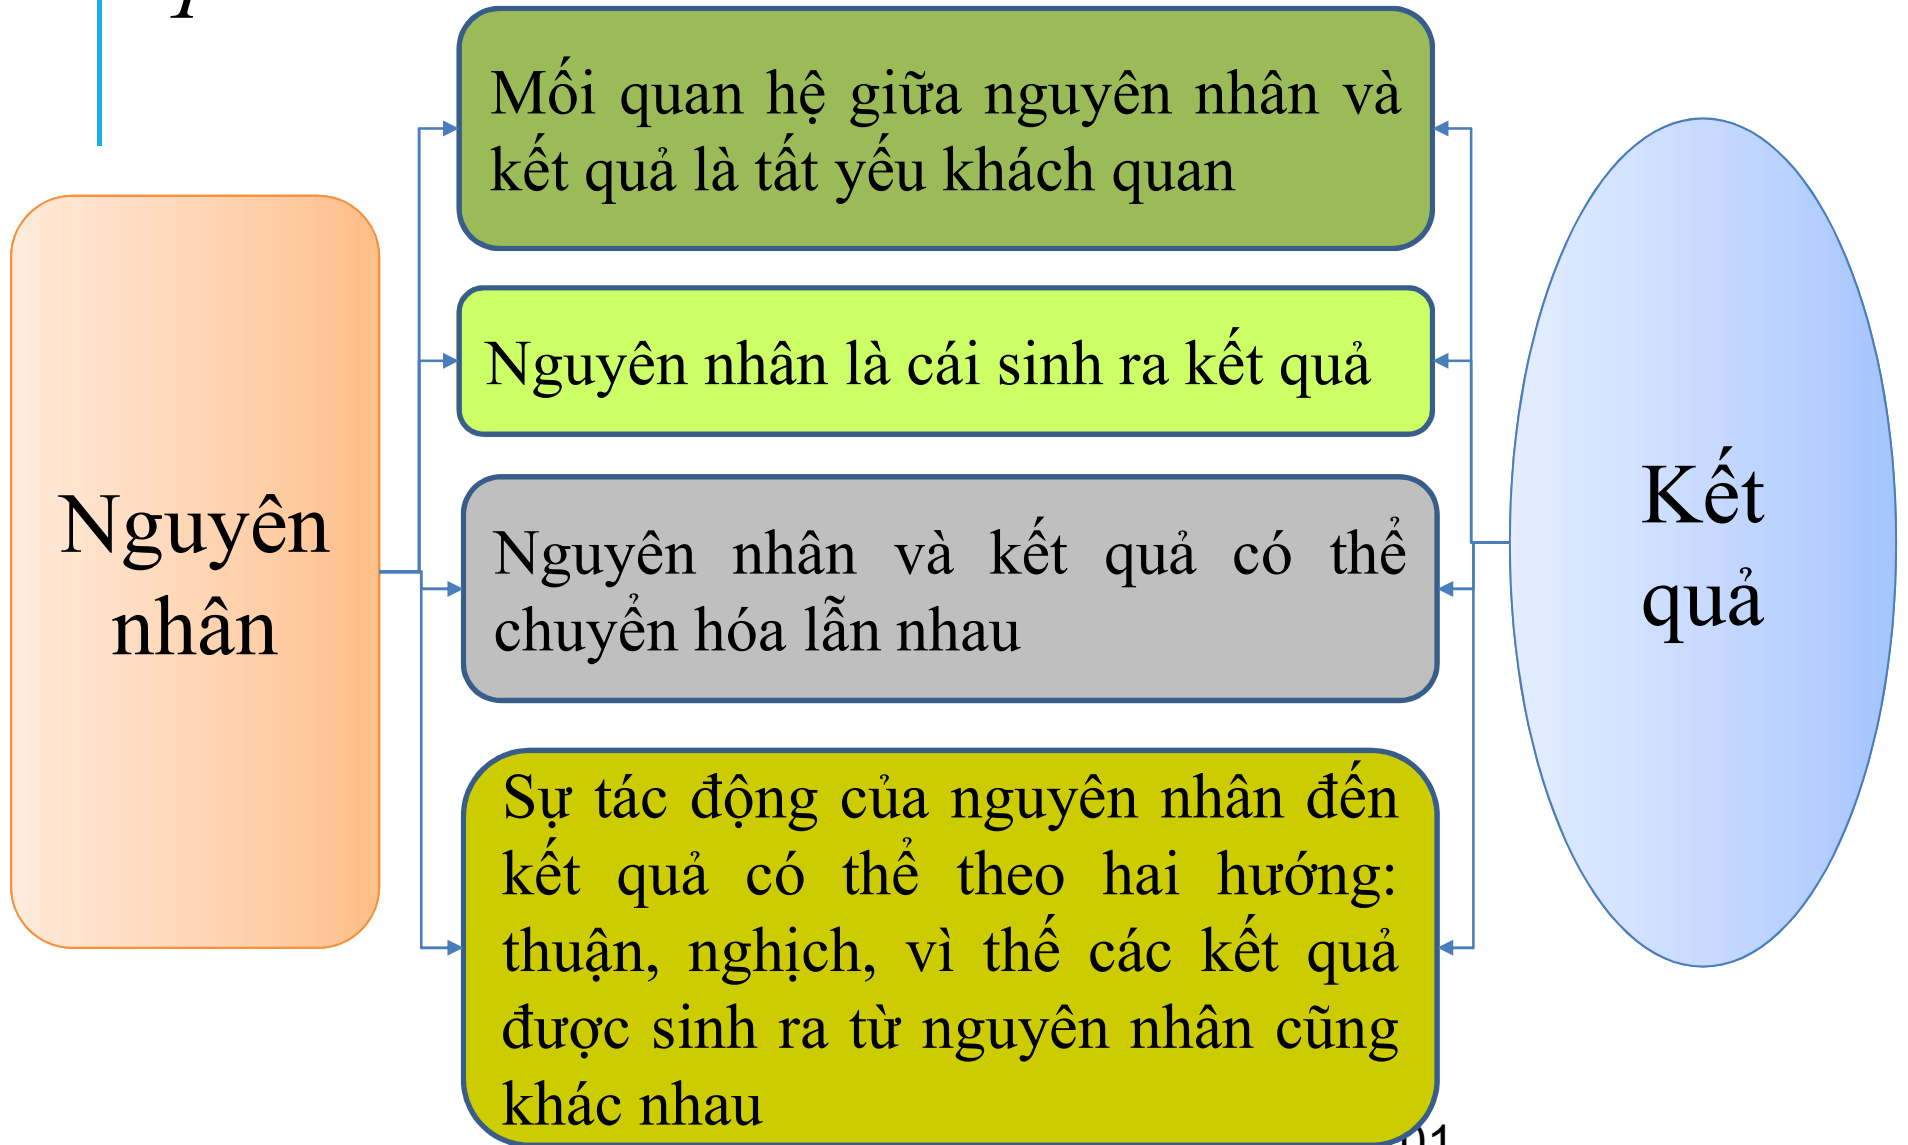 Nguyên
nhân
Mối quan hệ giữa nguyên nhân và
kết quả là tất yếu khách quan
Nguyên nhân là cái sinh ra kết quả
Nguyên nhân và kết quả có thể
chuyển hóa lẫn nhau
Sự tác động của nguyên nhân đến
kết quả có thể theo hai hướng:
thuận, nghịch, vì thế các kết quả
được sinh ra từ nguyên nhân cũng
khác nhau
Kết
quả